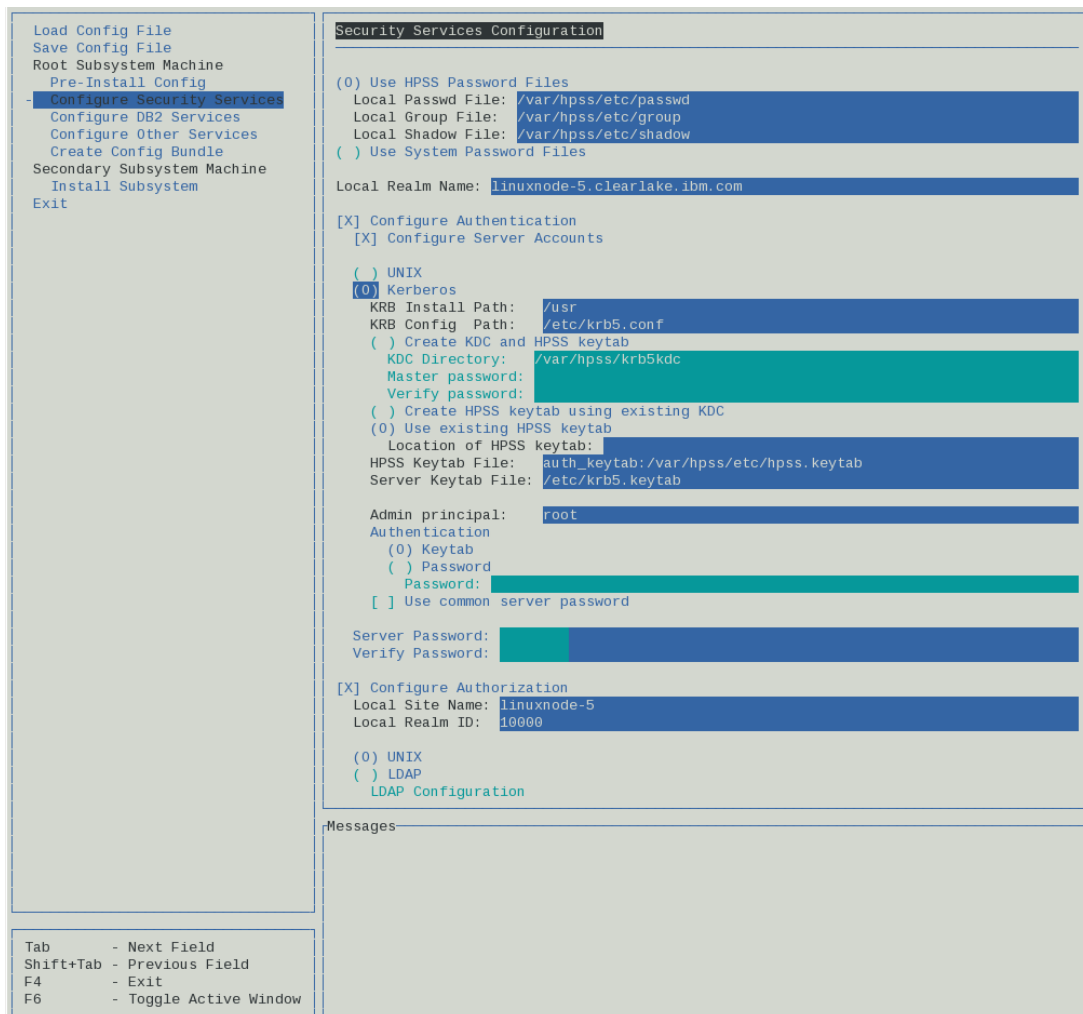 Load Config File
Save Config File
Root Subsystem Machine
Pre-Install Config
- Configure Security Services
Configure DB2 Services
Configure Other Services
Create Config Bundle
Secondary Subsystem Machine
Install Subsystem
Exit
Tab - Next Field
Shift+Tab - Previous Field
F4 - Exit
F6 - Toggle Active Window
Security Services Configuration
(O) Use HPSS Password Files
Local Passwd File: /var/hpss/etc/passwd
Local Group File: /var/hpss/etc/group
Local Shadow File: /var/hpss/etc/shadow
( ) Use System Password Files
Local Realm Name: linuxnode-5.clearlake.ibm.com
[X] Configure Authentication
[X] Configure Server Accounts
( ) UNIX
(O) Kerberos
KRB Install Path: /usr
KRB Config Path: /etc/krb5.conf
( ) Create KDC and HPSS keytab
KDC Directory: /var/hpss/krb5kdc
Master password:
Verify password:
( ) Create HPSS keytab using existing KDC
(O) Use existing HPSS keytab
Location of HPSS keytab:
HPSS Keytab File: auth_keytab:/var/hpss/etc/hpss.keytab
Server Keytab File: /etc/krb5.keytab
Admin principal: root
Authentication
(O) Keytab
( ) Password
Password:
[ ] Use common server password
Server Password:
Verify Password:
[X] Configure Authorization
Local Site Name: linuxnode-5
Local Realm ID: 10000
(O) UNIX
( ) LDAP
LDAP Configuration
Messages